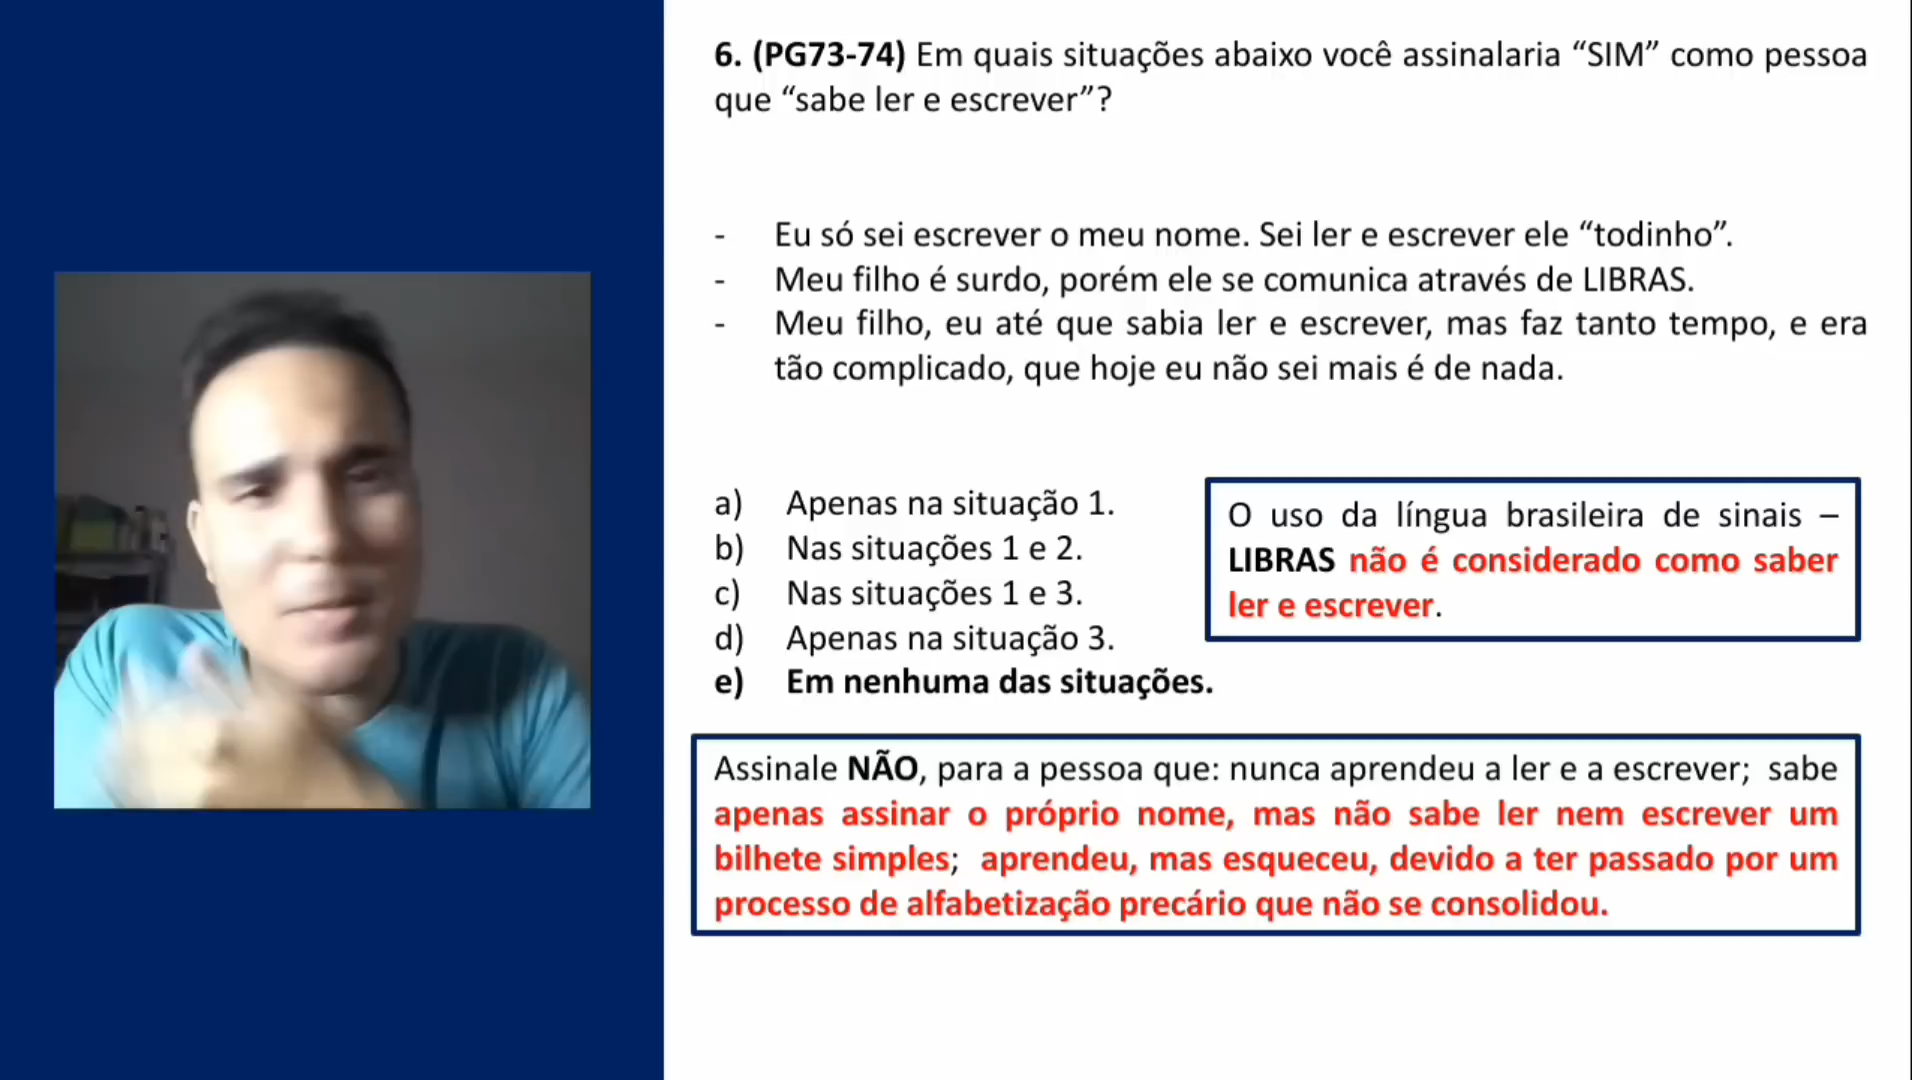 6. (PG73-74) Em quais situações abaixo você assinalaria “SIM” como pessoa
que “sabe ler e escrever”?
- Eu só sei escrever o meu nome. Sei ler e escrever ele “todinho”.
- Meu filho é surdo, porém ele se comunica através de LIBRAS.
- Meu filho, eu até que sabia ler e escrever, mas faz tanto tempo, e era
tão complicado, que hoje eu não sei mais é de nada.
a) Apenas na situação 1.
b) Nas situações 1 e 2.
c) Nas situações 1 e 3.
d) Apenas na situação 3.
e) Em nenhuma das situações.
O uso da língua brasileira de sinais –
LIBRAS não é considerado como saber
ler e escrever.
Assinale NÃO, para a pessoa que: nunca aprendeu a ler e a escrever; sabe
apenas assinar o próprio nome, mas não sabe ler nem escrever um
bilhete simples; aprendeu, mas esqueceu, devido a ter passado por um
processo de alfabetização precário que não se consolidou.